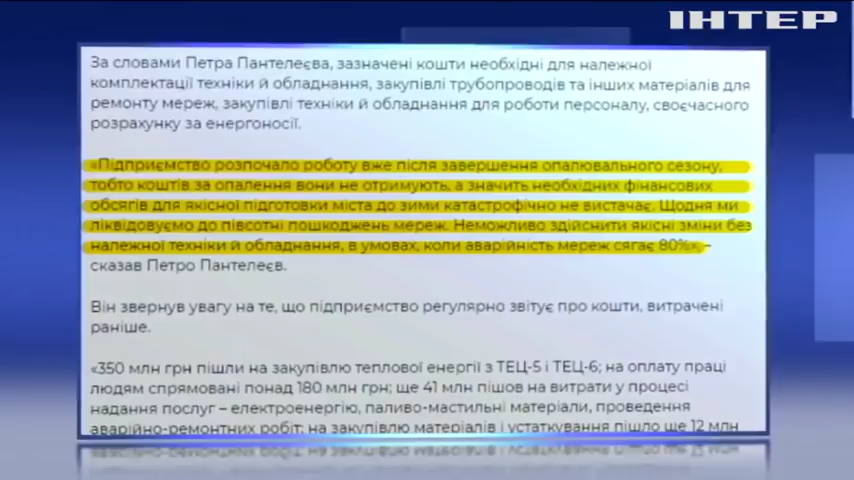 ІНТЕР
За словами Петра Пантелеєва, зазначені кошти необхідні для належної
комплектації техніки й обладнання, закупівлі трубопроводів та інших матеріалів для
ремонту мереж, закупівлі техніки й обладнання для роботи персоналу, своєчасного
розрахунку за енергоносії.
«Підприємство розпочало роботу вже після завершення опалювального сезону,
тобто коштів за опалення вони не отримують, а значить необхідних фінансових
обсягів для якісної підготовки міста до зими катастрофічно не вистачає. Щодня ми
ліквідовуємо до півсотні пошкоджень мереж. Неможливо здійснити якісні зміни без
належної техніки й обладнання, в умовах, коли аварійність мереж сягає 80%», –
сказав Петро Пантелеєв.
Він звернув увагу на те, що підприємство регулярно звітує про кошти, витрачені
раніше.
«350 млн грн пішли на закупівлю теплової енергії з ТЕЦ-5 і ТЕЦ-6; на оплату праці
людям спрямовані понад 180 млн грн; ще 41 млн пішов на витрати у процесі
надання послуг – електроенергію, паливо-мастильні матеріали, проведення
аварійно-ремонтних робіт; на закупівлю матеріалів і устаткування пішло ще 12 млн